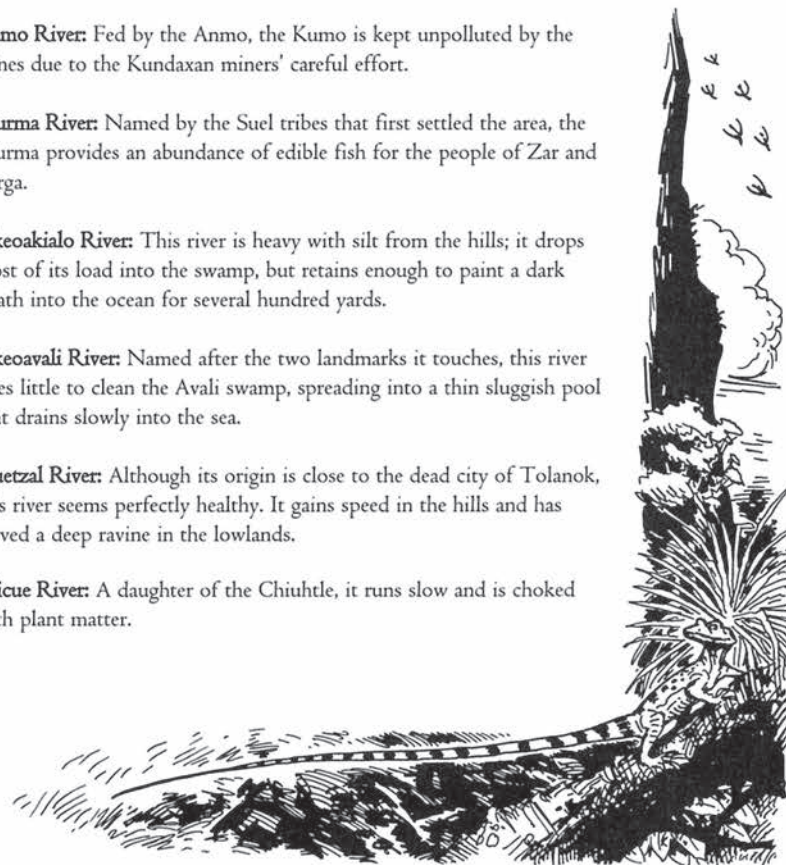 mo River: Fed by the Anmo, the Kumo is kept unpolluted by the
nes due to the Kundaxan miners' careful effort.
urma River: Named by the Suel tribes that first settled the area, the
urma provides an abundance of edible fish for the people of Zar and
rga.
keoakialo River: This river is heavy with silt from the hills; it drops
ost of its load into the swamp, but retains enough to paint a dark
ath into the ocean for several hundred yards.
keoavali River: Named after the two landmarks it touches, this river
es little to clean the Avali swamp, spreading into a thin sluggish pool
at drains slowly into the sea.
uetzal River: Although its origin is close to the dead city of Tolanok,
s river seems perfectly healthy. It gains speed in the hills and has
ved a deep ravine in the lowlands.
icue River: A daughter of the Chiuhtle, it runs slow and is choked
th plant matter.